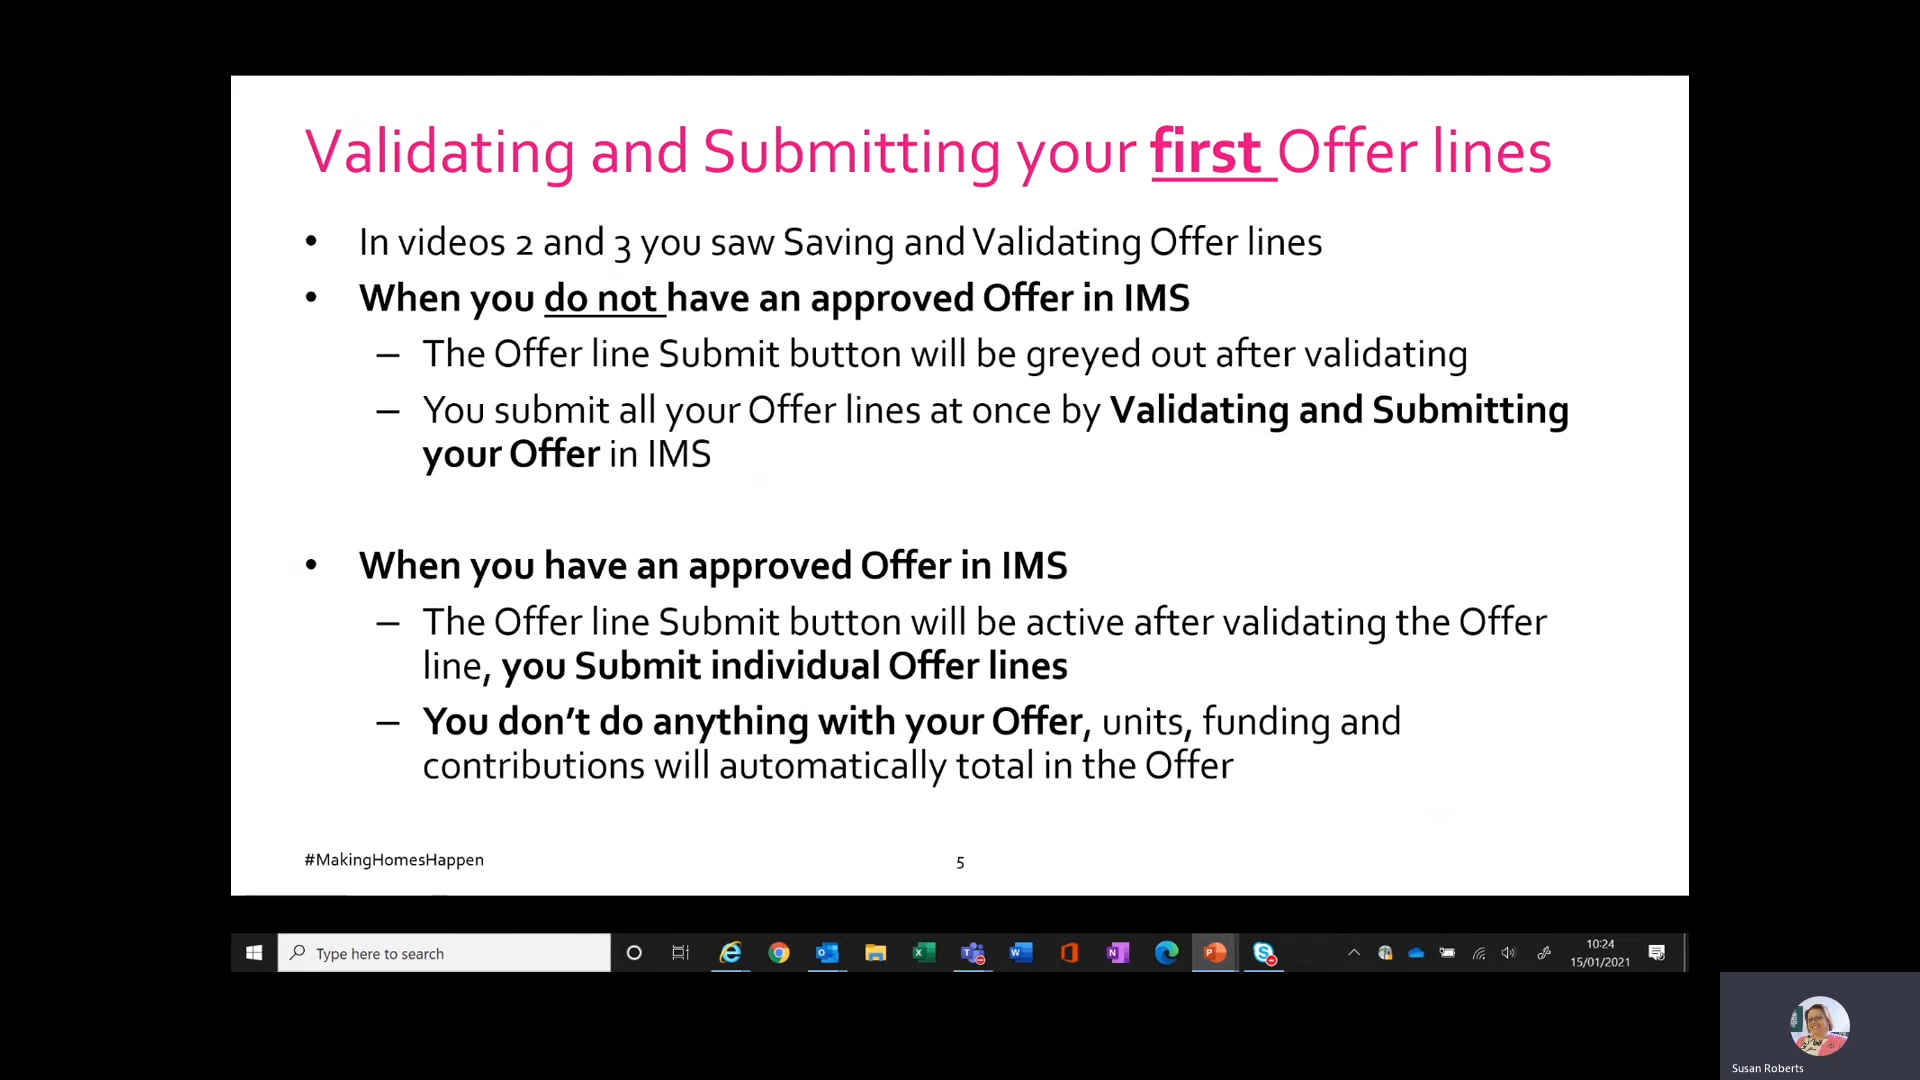 Validating and Submitting your first Offer lines
• In videos 2 and 3 you saw Saving and Validating Offer lines
• When you do not have an approved Offer in IMS
– The Offer line Submit button will be greyed out after validating
– You submit all your Offer lines at once by Validating and Submitting
your Offer in IMS
• When you have an approved Offer in IMS
– The Offer line Submit button will be active after validating the Offer
line, you Submit individual Offer lines
– You don’t do anything with your Offer, units, funding and
contributions will automatically total in the Offer
#MakingHomesHappen
5
Type here to search
10:24
15/01/2021
Susan Roberts